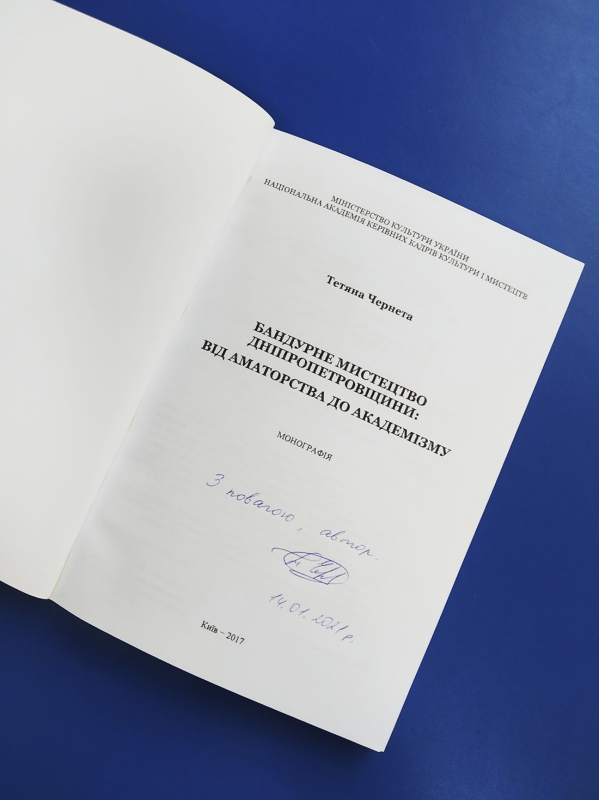 МІНІСТЕРСТВО КУЛЬТУРИ УКРАЇНИ
НАЦІОНАЛЬНА АКАДЕМІЯ КЕРІВНИХ КАДРІВ КУЛЬТУРИ І МИСТЕЦТВ
Тетяна Чернета
БАНДУРНЕ МИСТЕЦТВО
ДНІПРОПЕТРОВЩИНИ:
ВІД АМАТОРСТВА ДО АКАДЕМІЗМУ
МОНОГРАФІЯ
З повагою, автор.
14.01.2021 р.
Київ – 2017